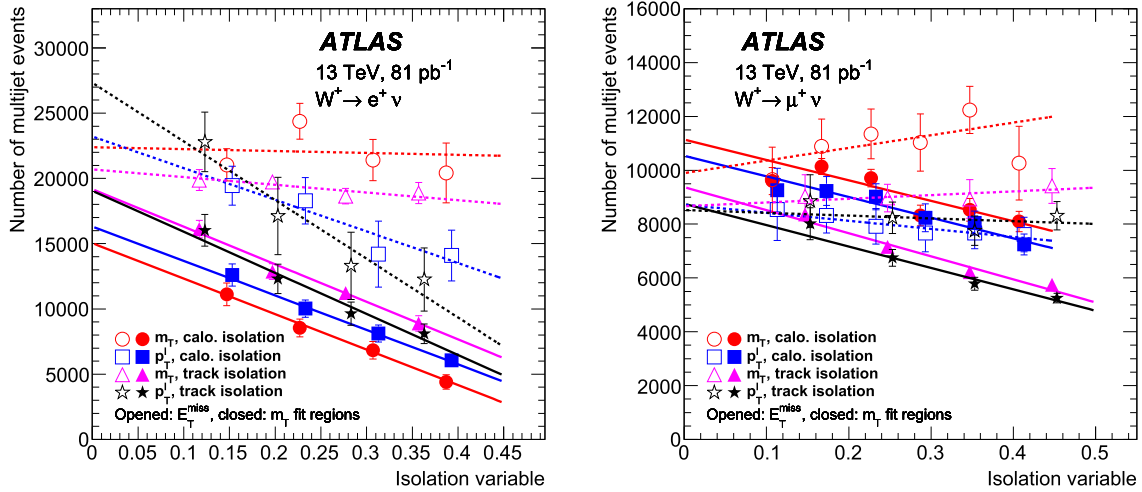 Number of multijet events
30000
25000
20000
15000
10000
5000
0
ATLAS
13 TeV, 81 pb⁻¹
W⁺→ e⁺ ν
m_T, calo. isolation
p_T^l, calo. isolation
m_T, track isolation
p_T^l, track isolation
Opened: E_T^miss, closed: m_T fit regions
0 0.05 0.1 0.15 0.2 0.25 0.3 0.35 0.4 0.45
Isolation variable
Number of multijet events
16000
14000
12000
10000
8000
6000
4000
2000
0
ATLAS
13 TeV, 81 pb⁻¹
W⁺→ μ⁺ ν
m_T, calo. isolation
p_T^l, calo. isolation
m_T, track isolation
p_T^l, track isolation
Opened: E_T^miss, closed: m_T fit regions
0 0.1 0.2 0.3 0.4 0.5
Isolation variable